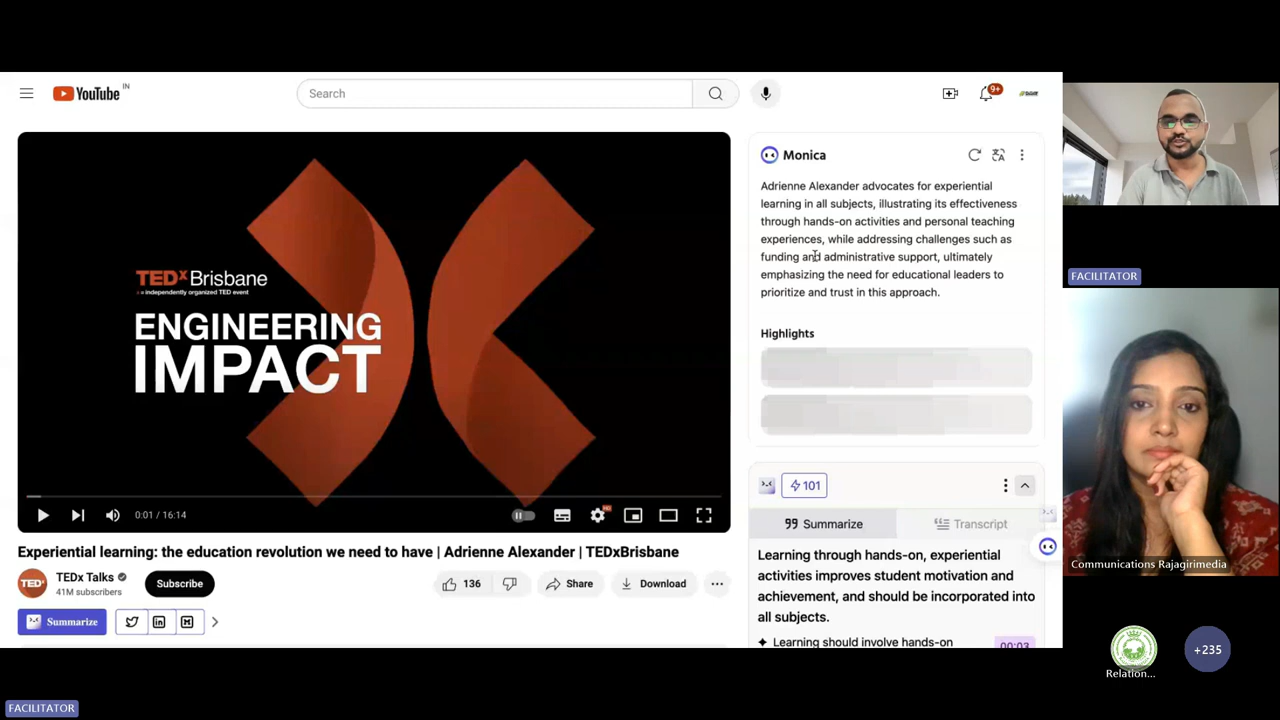 YouTube IN
Search
9+
TEDx Brisbane
x = independently organized TED event
ENGINEERING
IMPACT
0:01 / 16:14
Experiential learning: the education revolution we need to have | Adrienne Alexander | TEDxBrisbane
TED
TEDx Talks
41M subscribers
Subscribe
136
Share
Download
Summarize
Monica
Adrienne Alexander advocates for experiential
learning in all subjects, illustrating its effectiveness
through hands-on activities and personal teaching
experiences, while addressing challenges such as
funding and administrative support, ultimately
emphasizing the need for educational leaders to
prioritize and trust in this approach.
Highlights
101
Summarize
Transcript
Learning through hands-on, experiential
activities improves student motivation and
achievement, and should be incorporated into
all subjects.
Learning should involve hands-on
00:03
FACILITATOR
Communications Rajagirimedia
Relation...
+235
FACILITATOR